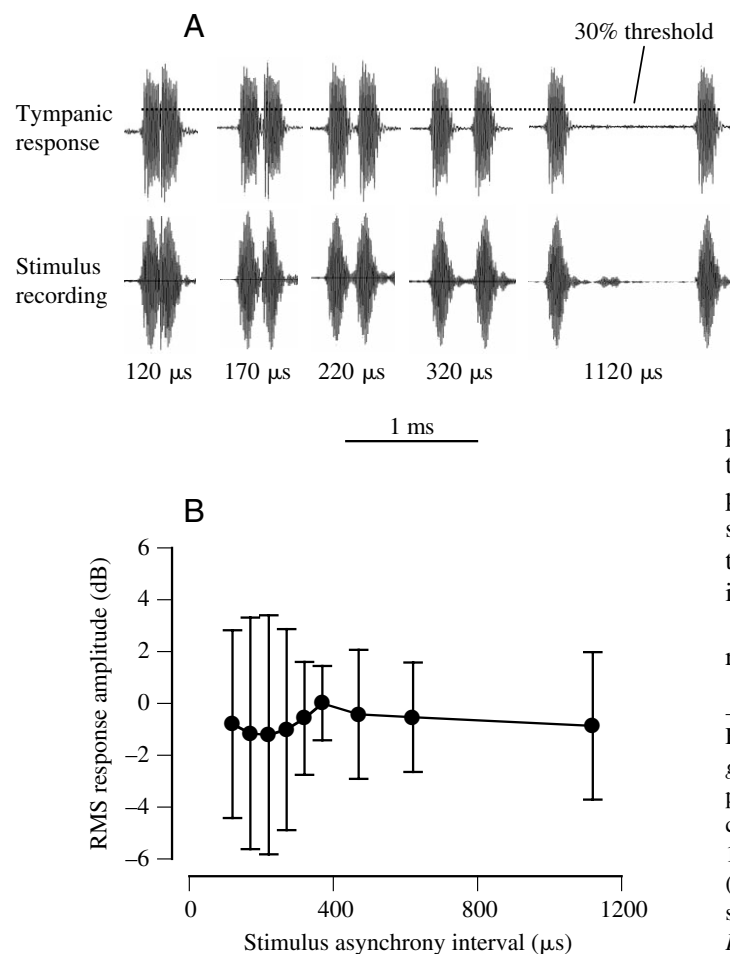 A
30% threshold
Tympanic
response
Stimulus
recording
120 μs 170 μs 220 μs 320 μs 1120 μs
1 ms
B
6
4
2
0
–2
–4
–6
RMS response amplitude (dB)
0 400 800 1200
Stimulus asynchrony interval (μs)